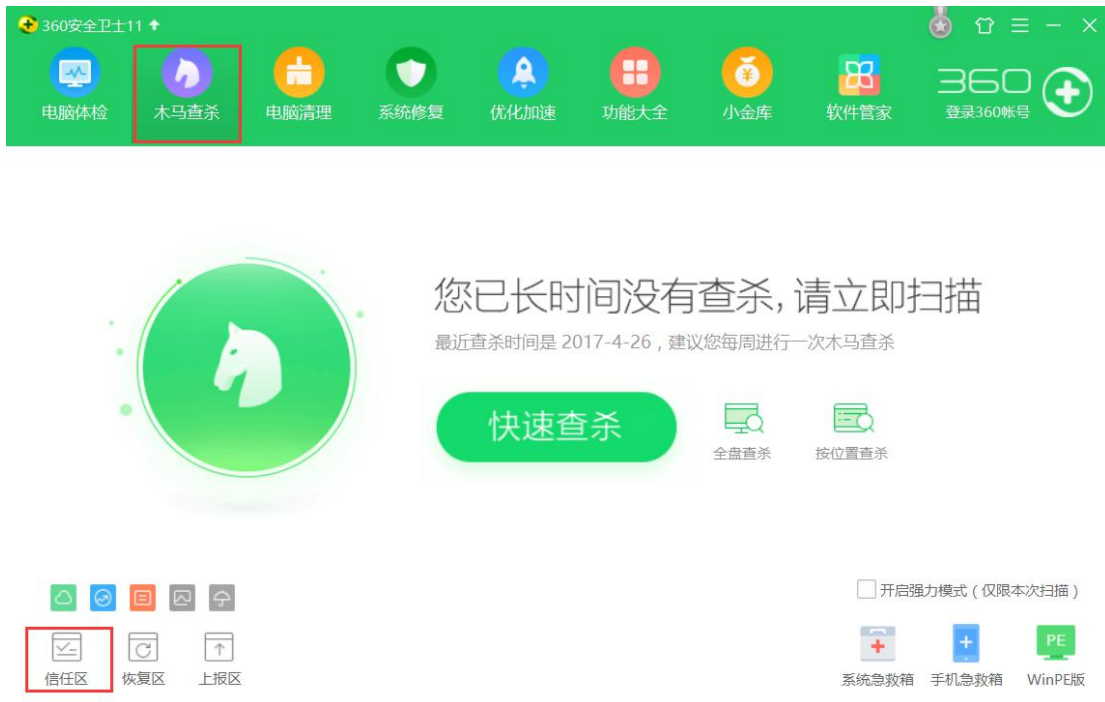 360安全卫士11
电脑体检
木马查杀
电脑清理
系统修复
优化加速
功能大全
小金库
软件管家
360
登录360帐号
您已长时间没有查杀, 请立即扫描
最近查杀时间是 2017-4-26 , 建议您每周进行一次木马查杀
快速查杀
全盘查杀
按位置查杀
开启强力模式 ( 仅限本次扫描 )
信任区
恢复区
上报区
PE
系统急救箱
手机急救箱
WinPE版